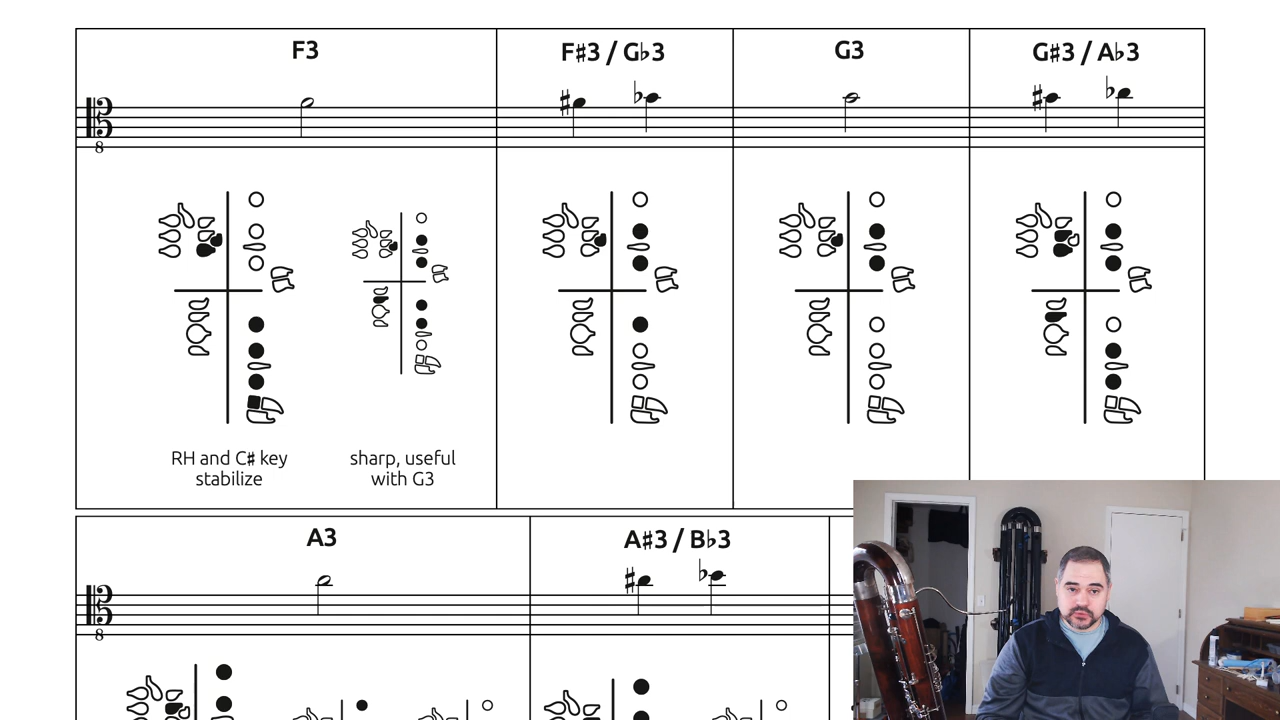 F3
F♯3 / G♭3
G3
G♯3 / A♭3
8
RH and C♯ key
stabilize
sharp, useful
with G3
A3
A♯3 / B♭3
8